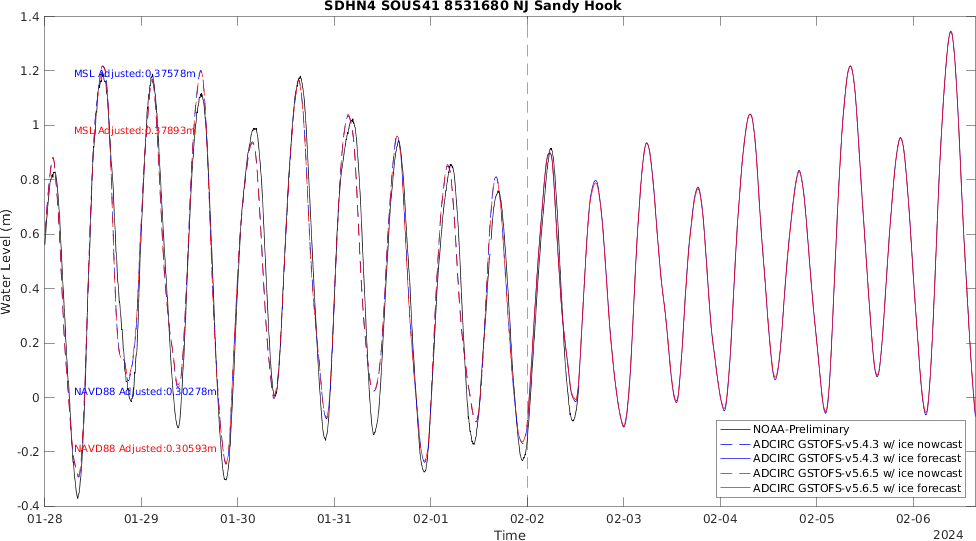 SDHN4 SOUS41 8531680 NJ Sandy Hook
1.4
1.2
1
0.8
0.6
0.4
0.2
0
-0.2
-0.4
Water Level (m)
MSL Adjusted:0.37578m
MSL Adjusted:0.37893m
NAVD88 Adjusted:0.30278m
NAVD88 Adjusted:0.30593m
NOAA-Preliminary
ADCIRC GSTOFS-v5.4.3 w/ ice nowcast
ADCIRC GSTOFS-v5.4.3 w/ ice forecast
ADCIRC GSTOFS-v5.6.5 w/ ice nowcast
ADCIRC GSTOFS-v5.6.5 w/ ice forecast
01-28 01-29 01-30 01-31 02-01 02-02 02-03 02-04 02-05 02-06
Time
2024